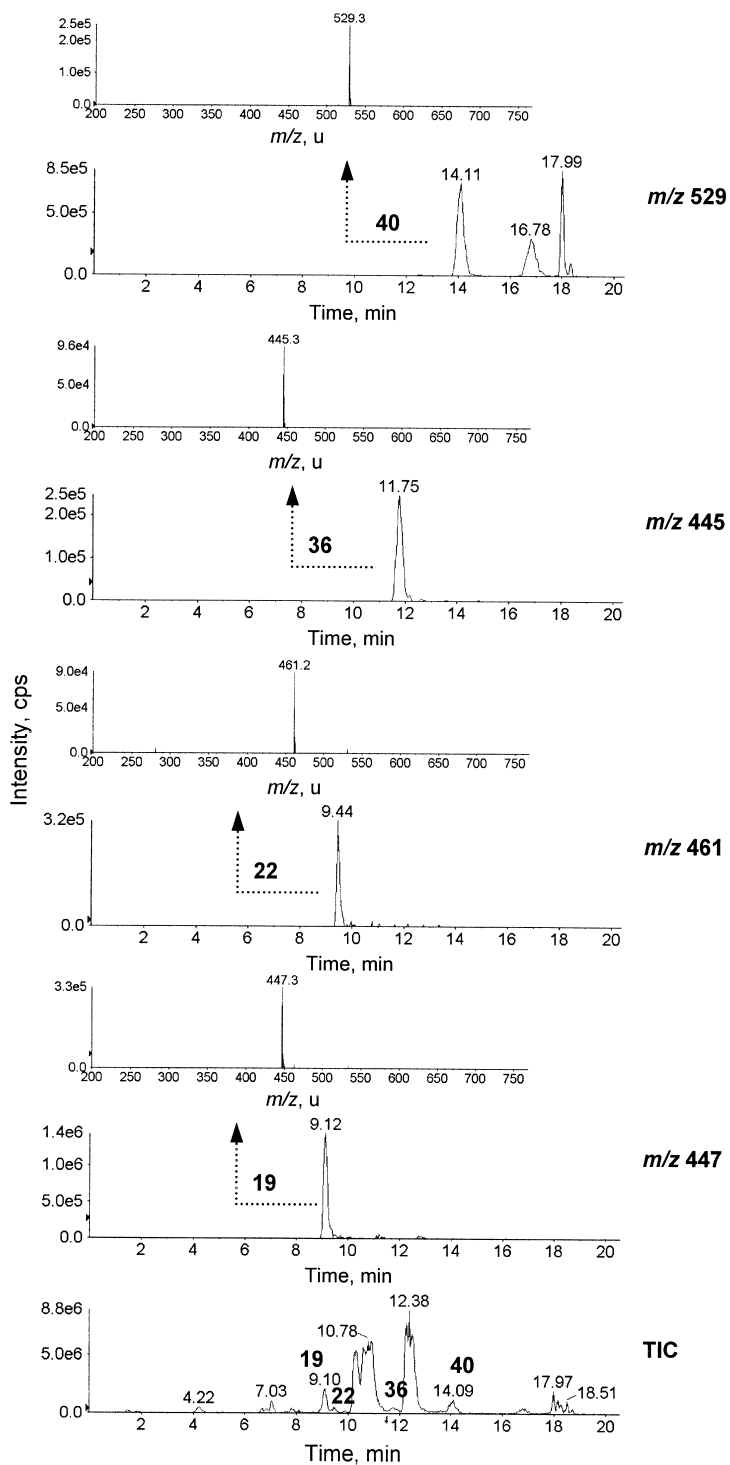 2.5e5
529.3
2.0e5
1.0e5
0.0
200 250 300 350 400 450 500 550 600 650 700 750
m/z, u
8.5e5
14.11
17.99
m/z 529
5.0e5
40
16.78
0.0
2 4 6 8 10 12 14 16 18 20
Time, min
9.6e4
445.3
5.0e4
0.0
200 250 300 350 400 450 500 550 600 650 700 750
m/z, u
2.5e5
11.75
m/z 445
2.0e5
36
1.0e5
0.0
2 4 6 8 10 12 14 16 18 20
Time, min
Intensity, cps
9.0e4
461.2
5.0e4
0.0
200 250 300 350 400 450 500 550 600 650 700 750
m/z, u
3.2e5
9.44
m/z 461
22
0.0
2 4 6 8 10 12 14 16 18 20
Time, min
3.3e5
447.3
0.0
200 250 300 350 400 450 500 550 600 650 700 750
m/z, u
1.4e6
9.12
m/z 447
1.0e6
5.0e5
19
0.0
2 4 6 8 10 12 14 16 18 20
Time, min
8.8e6
12.38
10.78
TIC
5.0e6
19
40
4.22
7.03
9.10
22
36
14.09
17.97
18.51
0.0
2 4 6 8 10 12 14 16 18 20
Time, min